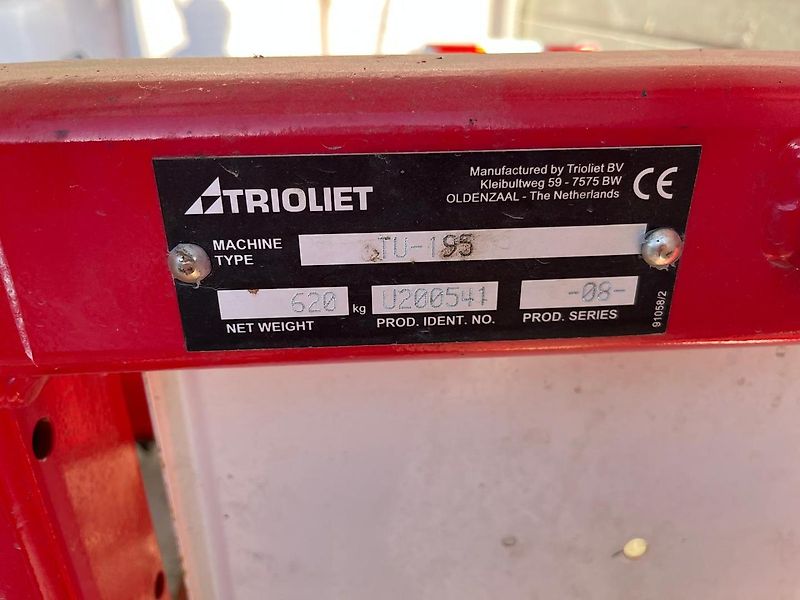 TRIOLIET
Manufactured by Trioliet BV
Kleibultweg 59 - 7575 BW
OLDENZAAL - The Netherlands
CE
MACHINE TYPE
TU-195
620 kg
NET WEIGHT
U200541
PROD. IDENT. NO.
-08-
PROD. SERIES
91058/2